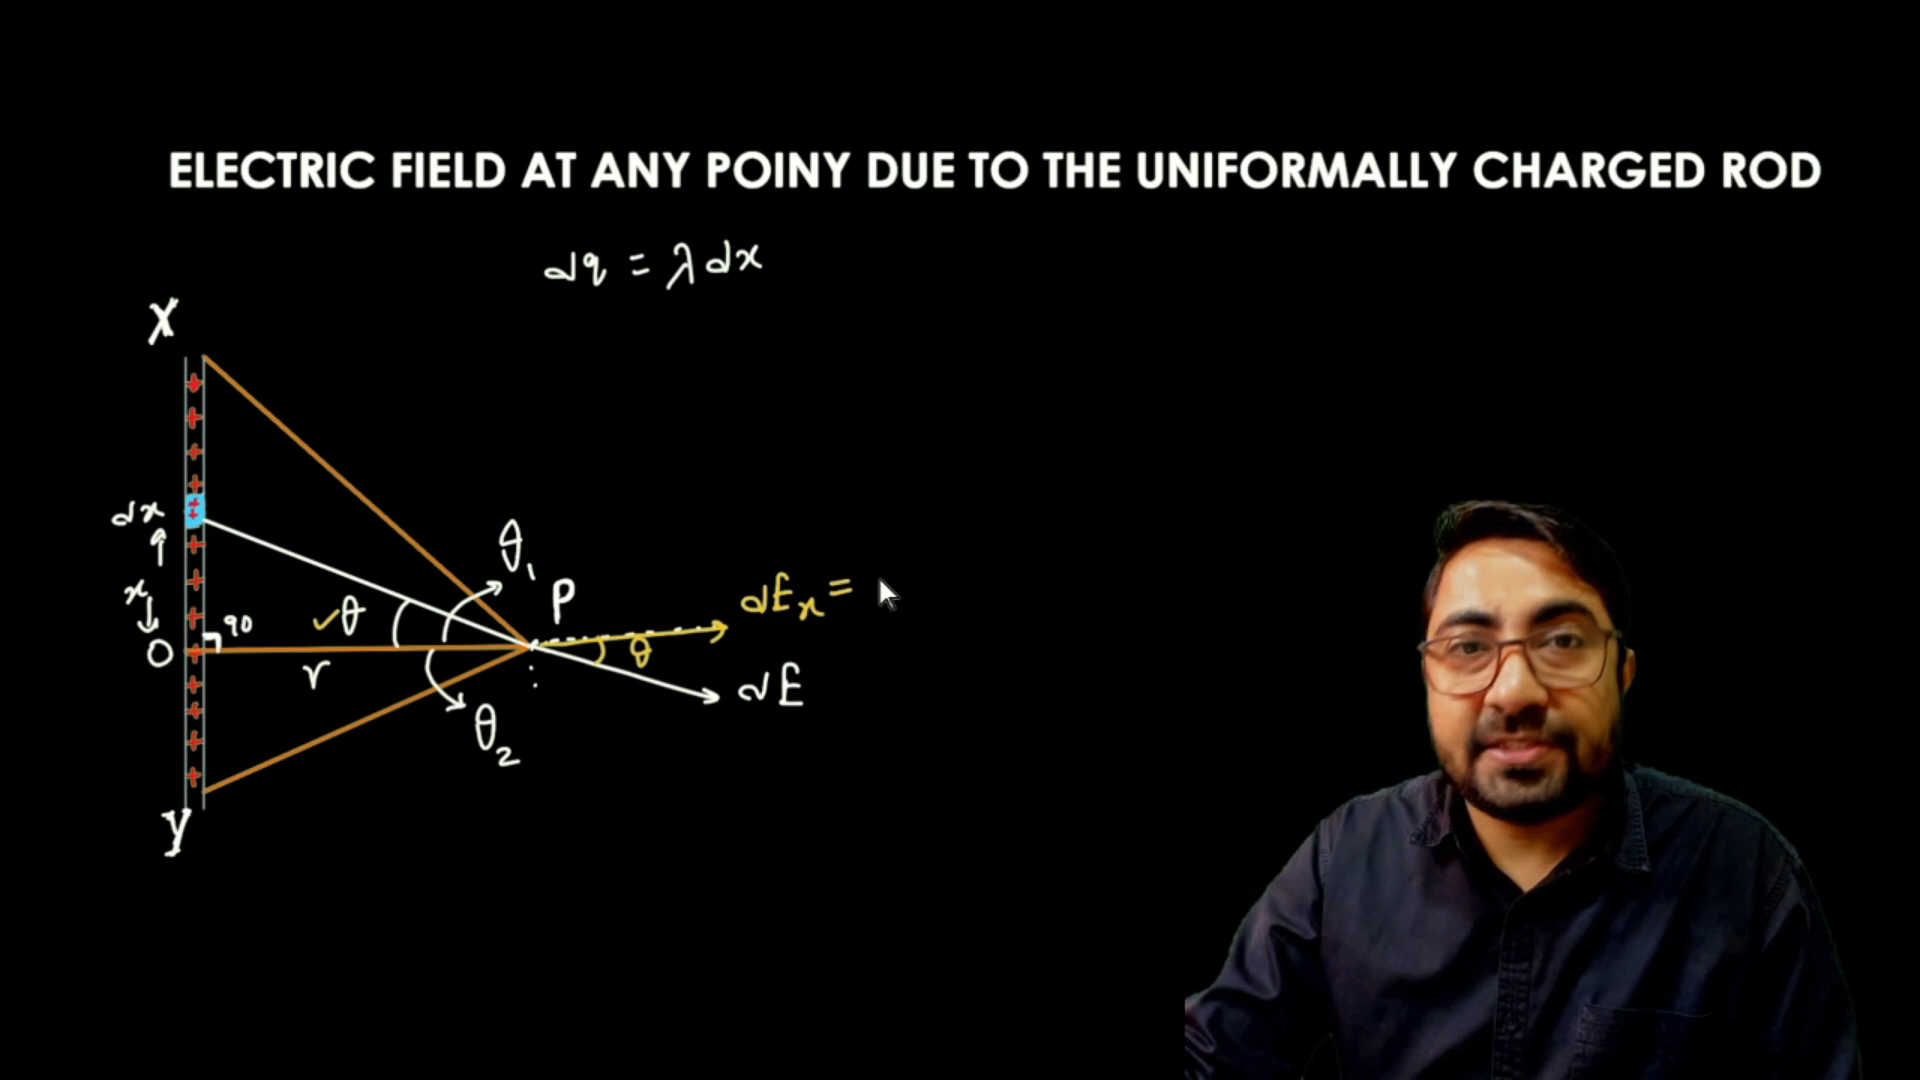 ELECTRIC FIELD AT ANY POINY DUE TO THE UNIFORMALLY CHARGED ROD
dq = λdx
X
dx
q
x
O
90
✓θ
r
θ₁
P
θ₂
θ
dEₓ =
dE
Y